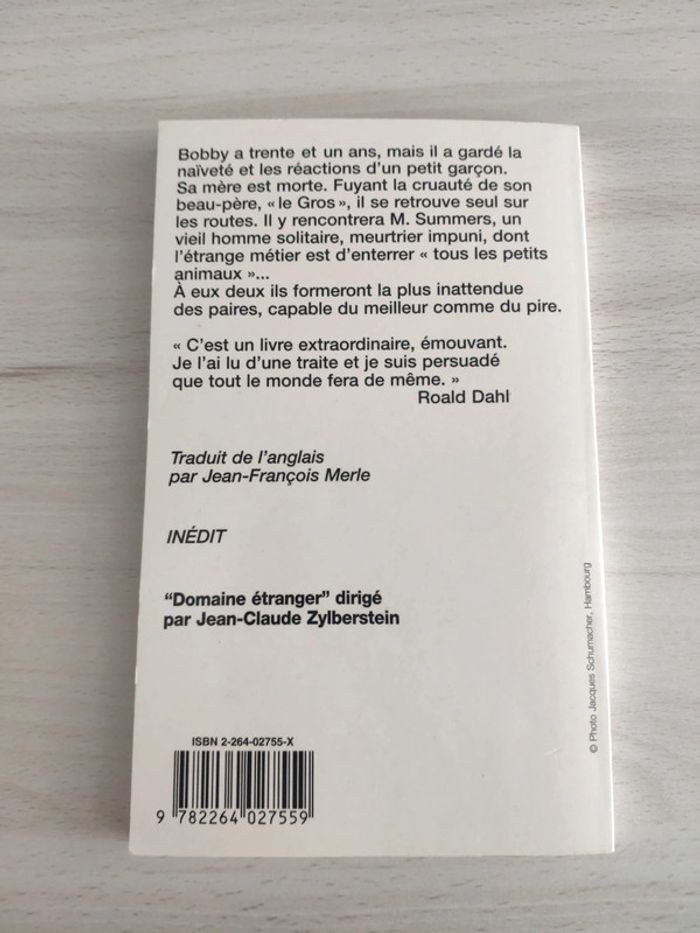 Bobby a trente et un ans, mais il a gardé la
naïveté et les réactions d'un petit garçon.
Sa mère est morte. Fuyant la cruauté de son
beau-père, « le Gros », il se retrouve seul sur
les routes. Il y rencontrera M. Summers, un
vieil homme solitaire, meurtrier impuni, dont
l'étrange métier est d'enterrer « tous les petits
animaux »...
À eux deux ils formeront la plus inattendue
des paires, capable du meilleur comme du pire.
« C'est un livre extraordinaire, émouvant.
Je l'ai lu d'une traite et je suis persuadé
que tout le monde fera de même. »
Roald Dahl
Traduit de l'anglais
par Jean-François Merle
INÉDIT
"Domaine étranger" dirigé
par Jean-Claude Zylberstein
© Photo Jacques Schumacher, Hambourg
ISBN 2-264-02755-X
9 782264 027559